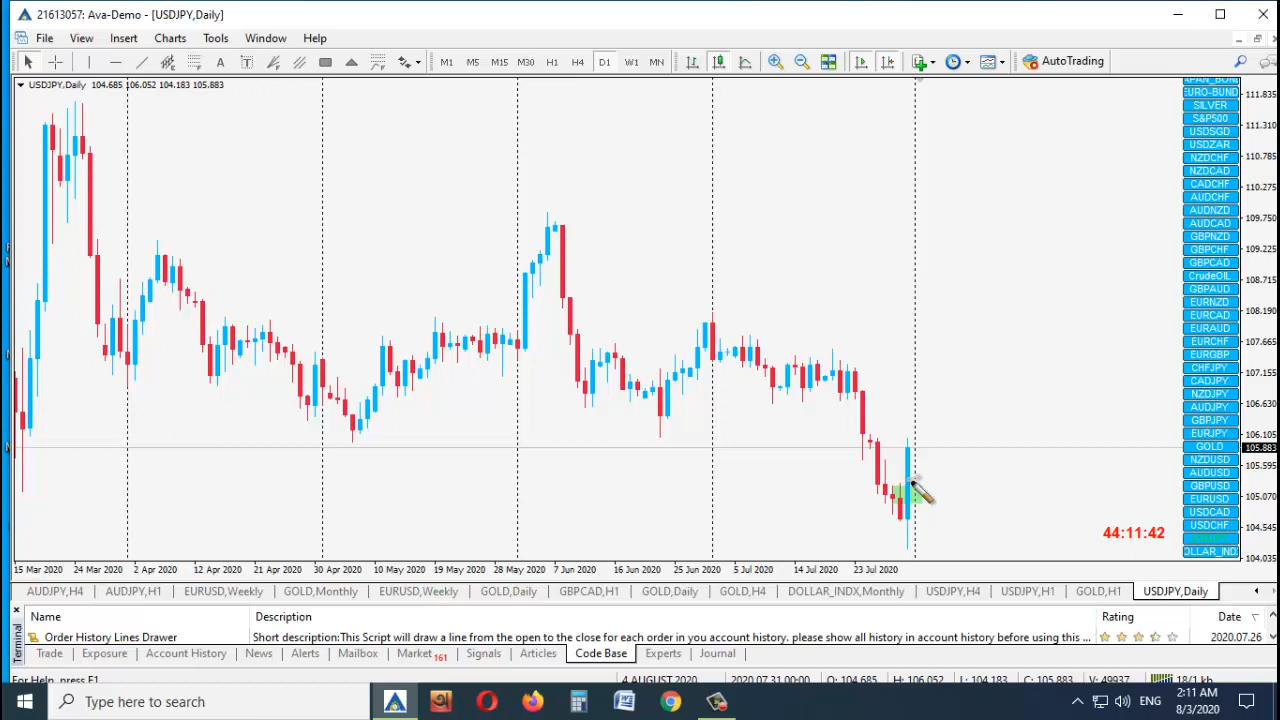 21613057: Ava-Demo - [USDJPY,Daily]
File View Insert Charts Tools Window Help
A T M1 M5 M15 M30 H1 H4 D1 W1 MN AutoTrading
USDJPY,Daily 104.685 106.052 104.183 105.883
EURO-BUND
SILVER
S&P500
USDSGD
USDZAR
NZDCHF
NZDCAD
CADCHF
AUDCHF
AUDNZD
AUDCAD
GBPNZD
GBPCHF
GBPCAD
CrudeOIL
GBPAUD
EURNZD
EURCAD
EURAUD
EURCHF
EURGBP
CHFJPY
CADJPY
NZDJPY
AUDJPY
GBPJPY
EURJPY
GOLD
NZDUSD
AUDUSD
GBPUSD
EURUSD
USDCAD
USDCHF
OLLAR_IND
111.835
111.310
110.785
110.275
109.750
109.240
108.715
108.190
107.665
107.155
106.630
106.105
105.883
105.595
105.070
104.545
104.035
44:11:42
15 Mar 2020 24 Mar 2020 2 Apr 2020 12 Apr 2020 21 Apr 2020 30 Apr 2020 10 May 2020 19 May 2020 28 May 2020 7 Jun 2020 16 Jun 2020 25 Jun 2020 5 Jul 2020 14 Jul 2020 23 Jul 2020
AUDJPY,H4 AUDJPY,H1 EURUSD,Weekly GOLD,Monthly EURUSD,Weekly GOLD,Daily GBPCAD,H1 GOLD,Daily GOLD,H4 DOLLAR_INDX,Monthly USDJPY,H4 USDJPY,H1 GOLD,H1 USDJPY,Daily
Name Description Rating Date
Order History Lines Drawer Short description:This Script will draw a line from the open to the close for each order in you account history. please show all history in account history before using this ... 2020.07.26
Terminal
Trade Exposure Account History News Alerts Mailbox Market 161 Signals Articles Code Base Experts Journal
For Help, press F1 4 AUGUST 2020 2020.07.31 00:00 O: 104.685 H: 106.052 L: 104.183 C: 105.883 V: 49937 18/1 kb
Type here to search ENG 2:11 AM
8/3/2020